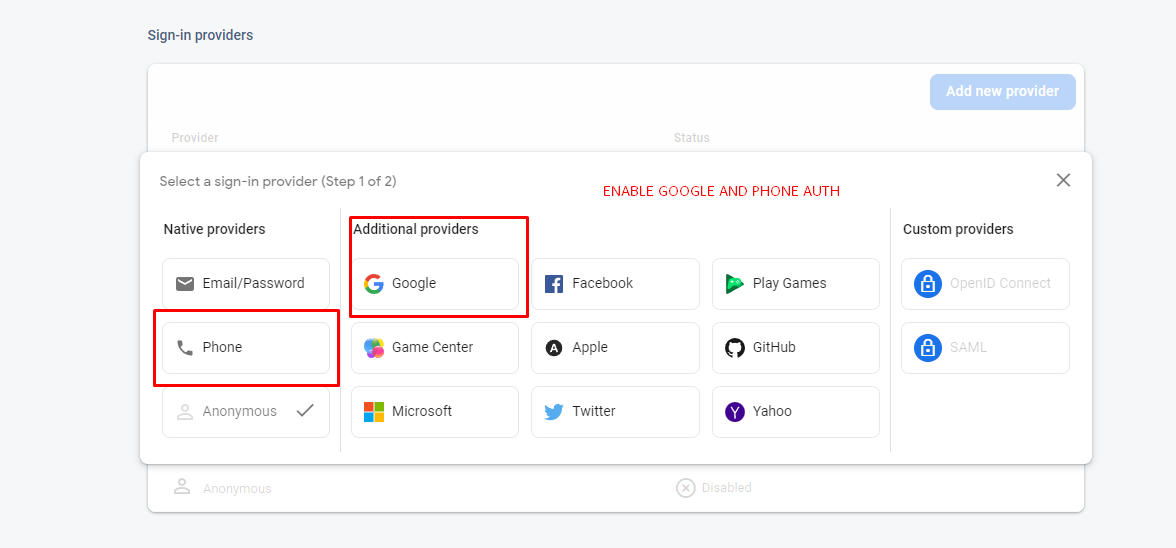 Sign-in providers
Add new provider
Provider
Status
Select a sign-in provider (Step 1 of 2)
ENABLE GOOGLE AND PHONE AUTH
Native providers
Additional providers
Custom providers
Email/Password
Google
Facebook
Play Games
OpenID Connect
Phone
Game Center
Apple
GitHub
SAML
Anonymous
Microsoft
Twitter
Yahoo
Anonymous
Disabled